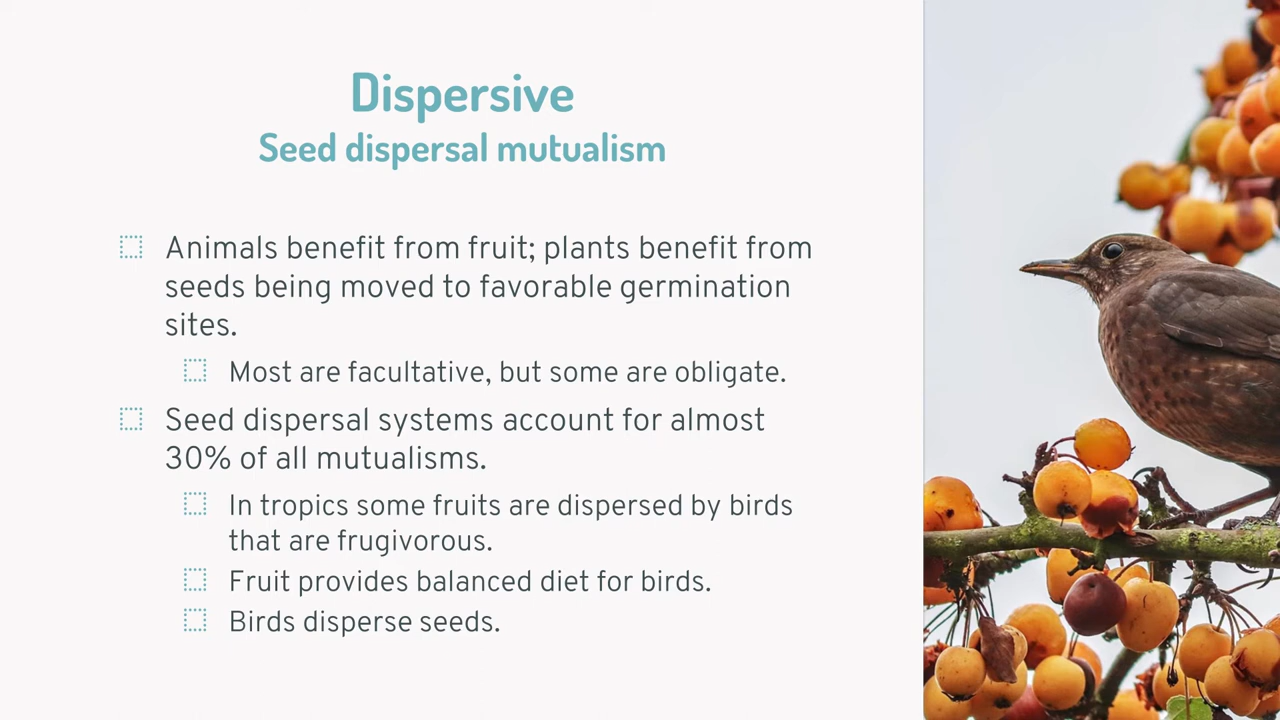 Dispersive
Seed dispersal mutualism
Animals benefit from fruit; plants benefit from
seeds being moved to favorable germination
sites.
Most are facultative, but some are obligate.
Seed dispersal systems account for almost
30% of all mutualisms.
In tropics some fruits are dispersed by birds
that are frugivorous.
Fruit provides balanced diet for birds.
Birds disperse seeds.